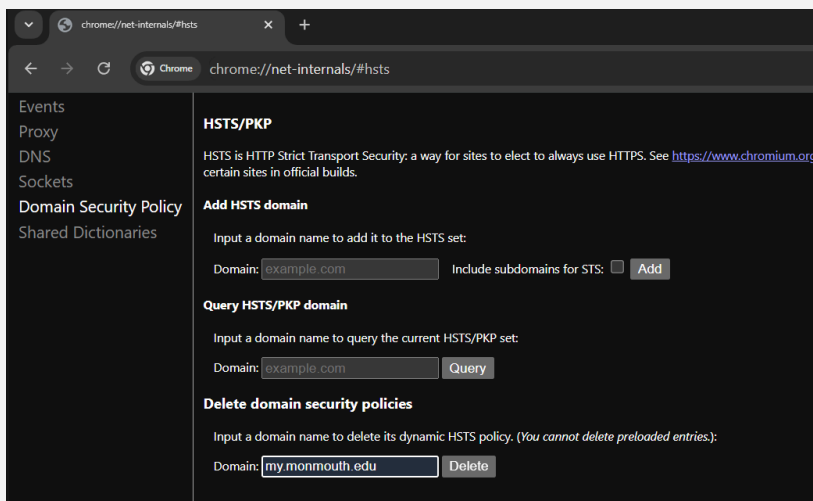 chrome://net-internals/#hsts
Chrome
chrome://net-internals/#hsts
Events
Proxy
DNS
Sockets
Domain Security Policy
Shared Dictionaries
HSTS/PKP
HSTS is HTTP Strict Transport Security: a way for sites to elect to always use HTTPS. See https://www.chromium.org
certain sites in official builds.
Add HSTS domain
Input a domain name to add it to the HSTS set:
Domain: example.com Include subdomains for STS: Add
Query HSTS/PKP domain
Input a domain name to query the current HSTS/PKP set:
Domain: example.com Query
Delete domain security policies
Input a domain name to delete its dynamic HSTS policy. (You cannot delete preloaded entries.):
Domain: my.monmouth.edu Delete